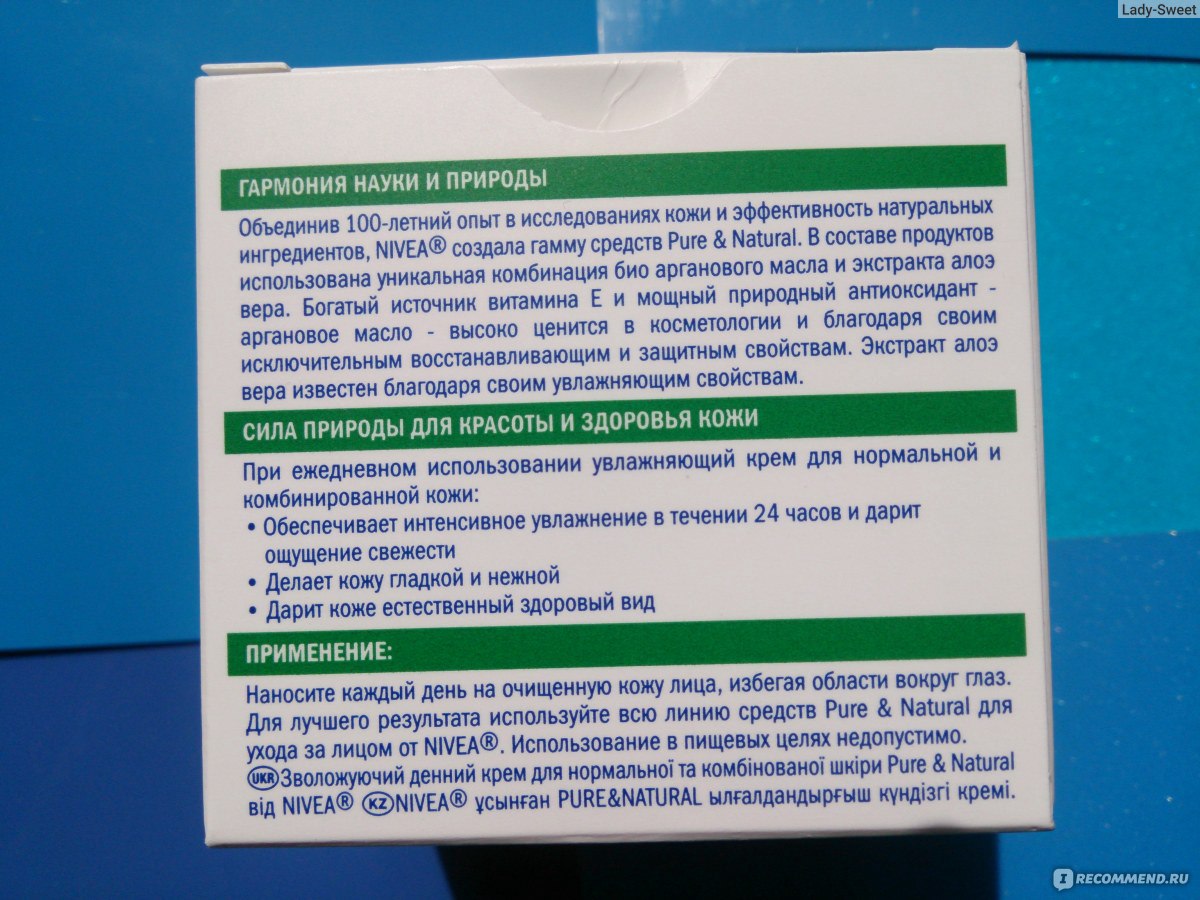 Lady-Sweet
ГАРМОНИЯ НАУКИ И ПРИРОДЫ
Объединив 100-летний опыт в исследованиях кожи и эффективность натуральных
ингредиентов, NIVEA® создала гамму средств Pure & Natural. В составе продуктов
использована уникальная комбинация био арганового масла и экстракта алоэ
вера. Богатый источник витамина Е и мощный природный антиоксидант -
аргановое масло - высоко ценится в косметологии и благодаря своим
исключительным восстанавливающим и защитным свойствам. Экстракт алоэ
вера известен благодаря своим увлажняющим свойствам.
СИЛА ПРИРОДЫ ДЛЯ КРАСОТЫ И ЗДОРОВЬЯ КОЖИ
При ежедневном использовании увлажняющий крем для нормальной и
комбинированной кожи:
• Обеспечивает интенсивное увлажнение в течении 24 часов и дарит
ощущение свежести
• Делает кожу гладкой и нежной
• Дарит коже естественный здоровый вид
ПРИМЕНЕНИЕ:
Наносите каждый день на очищенную кожу лица, избегая области вокруг глаз.
Для лучшего результата используйте всю линию средств Pure & Natural для
ухода за лицом от NIVEA®. Использование в пищевых целях недопустимо.
UKR Зволожуючий денний крем для нормальної та комбінованої шкіри Pure & Natural
від NIVEA® KZ NIVEA® ұсынған PURE&NATURAL ылғалдандырғыш күндізгі кремі.
I RECOMMEND.RU